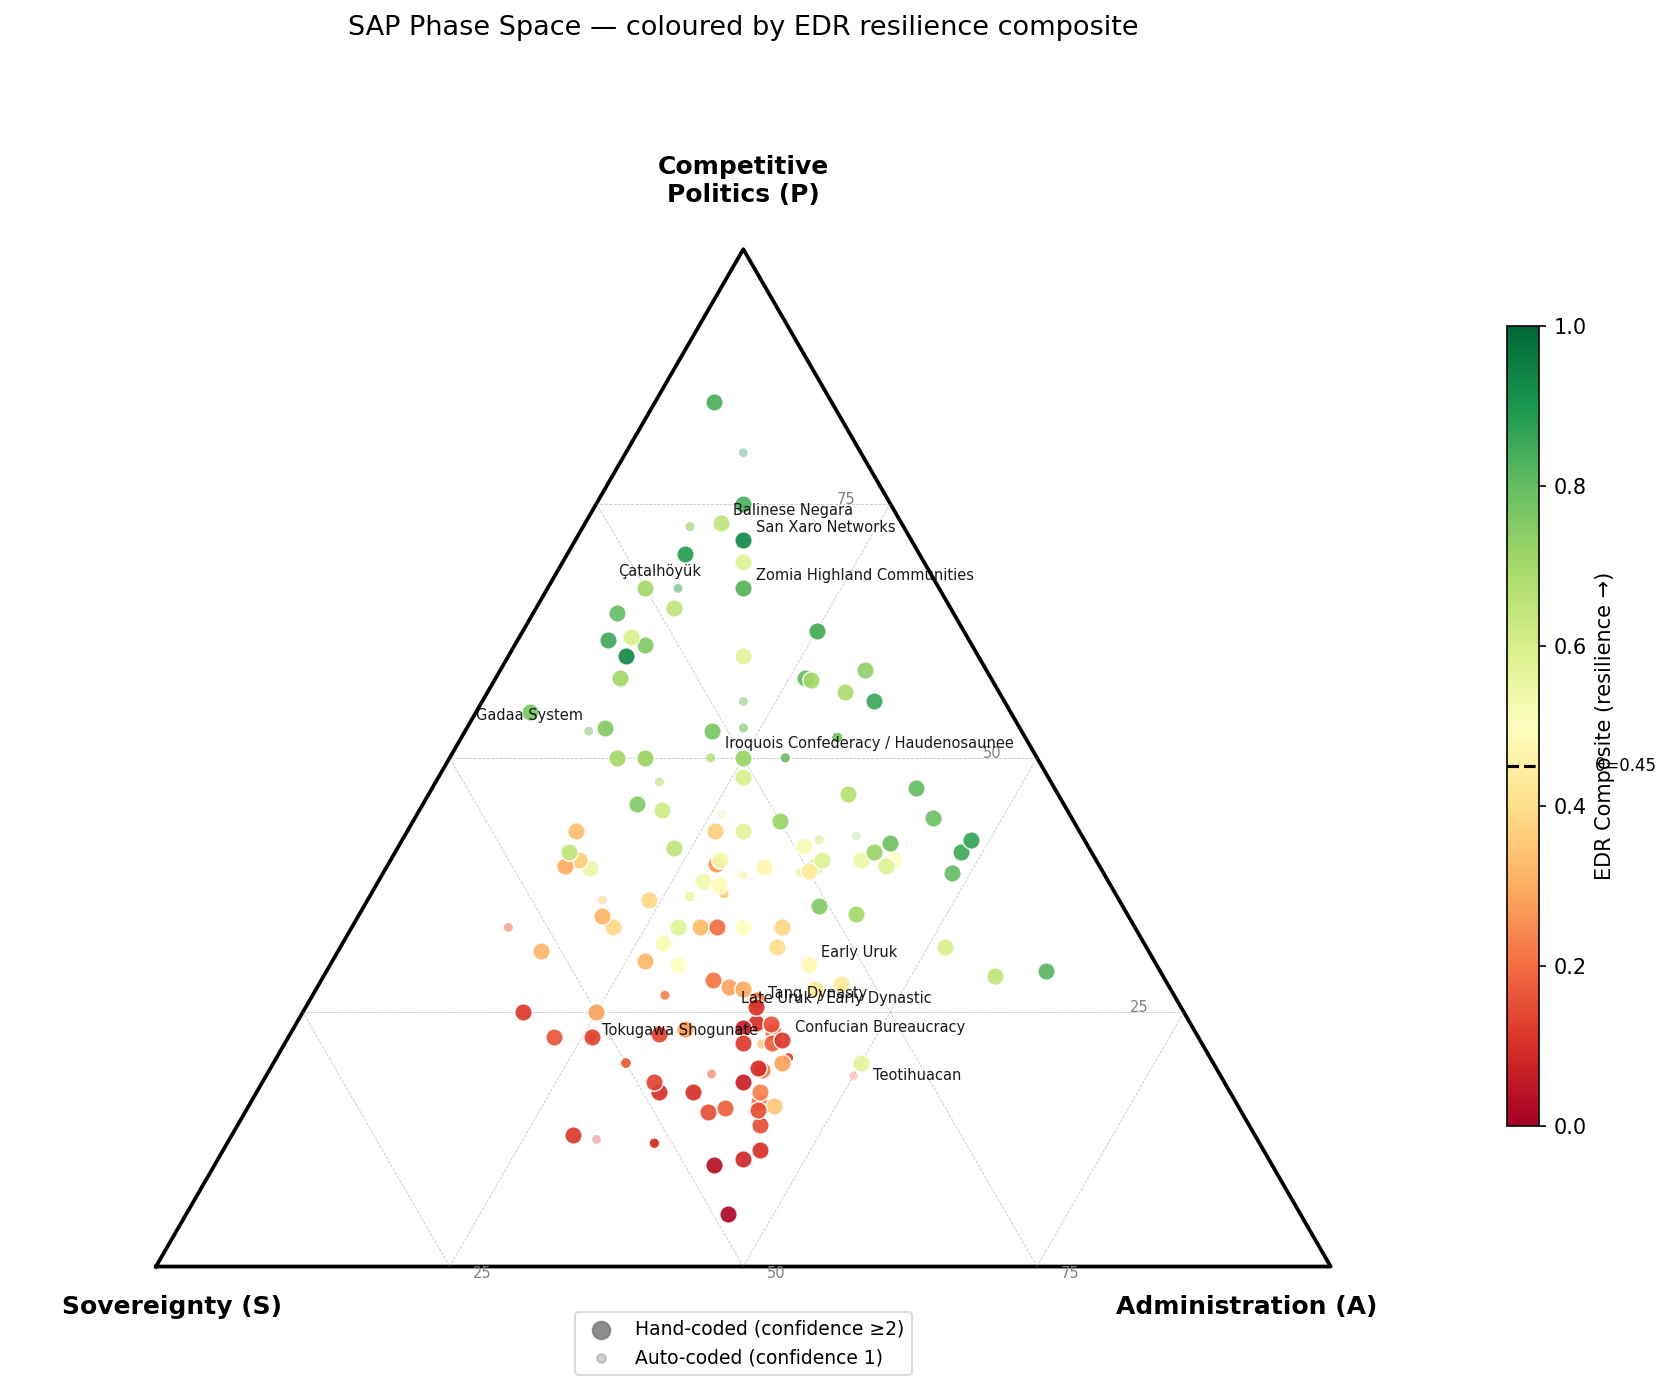 SAP Phase Space — coloured by EDR resilience composite
Competitive
Politics (P)
75
Balinese Negara
San Xaro Networks
Çatalhöyük
Zomia Highland Communities
Gadaa System
Iroquois Confederacy / Haudenosaunee
50
Early Uruk
Tang Dynasty
Late Uruk / Early Dynastic
25
Tokugawa Shogunate
Confucian Bureaucracy
Teotihuacan
25
50
75
Sovereignty (S)
Administration (A)
Hand-coded (confidence ≥2)
Auto-coded (confidence 1)
1.0
0.8
0.6
0.4
0.2
0.0
θ=0.45
EDR Composite (resilience →)